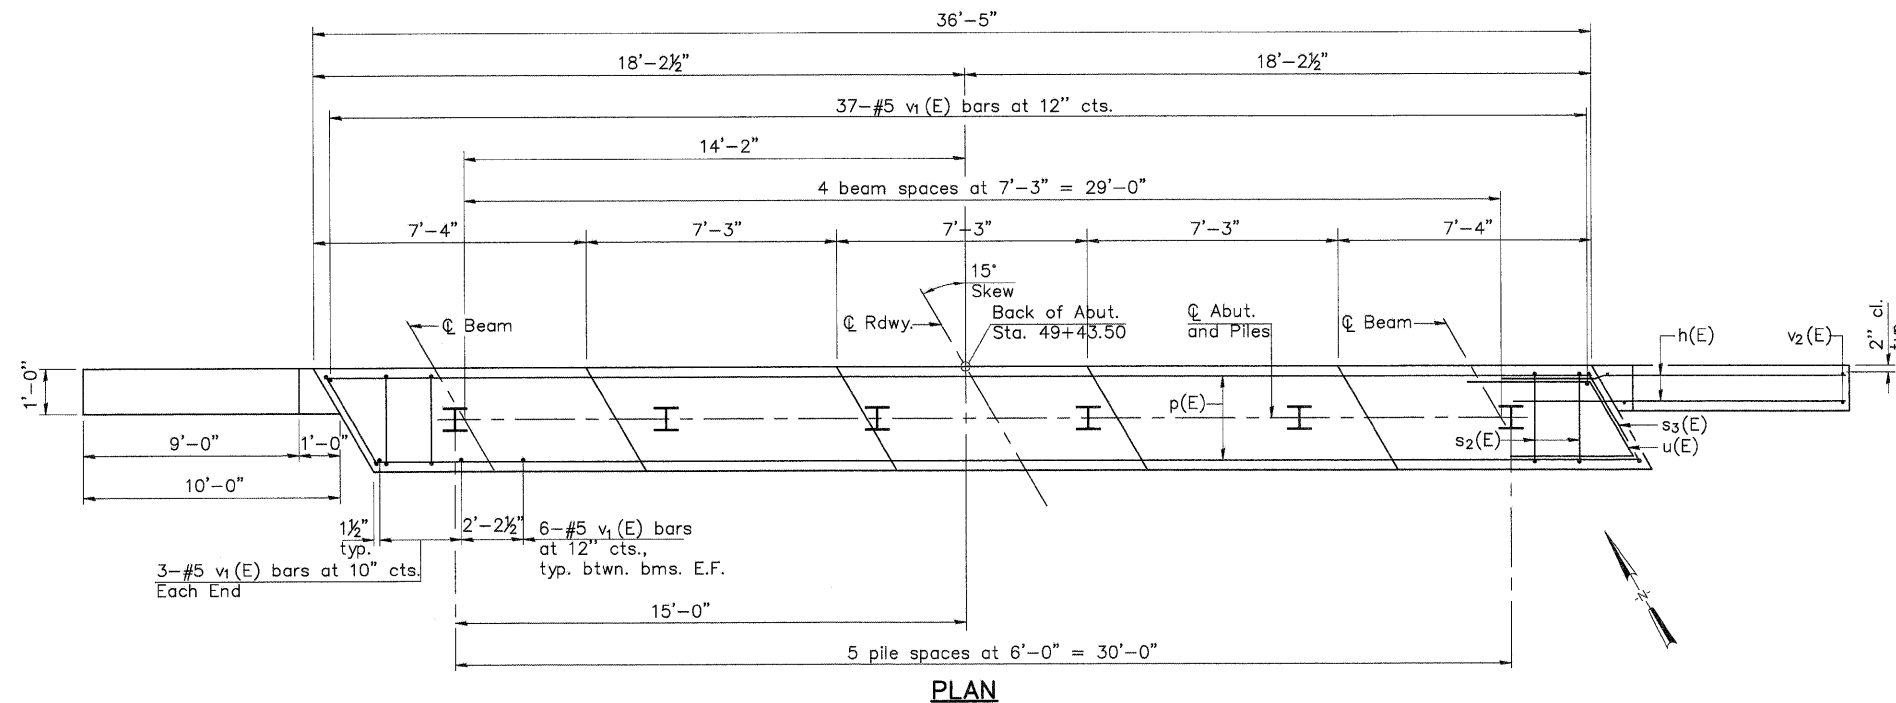 36'-5"
18'-2½" 18'-2½"
37-#5 v₁(E) bars at 12" cts.
14'-2"
4 beam spaces at 7'-3" = 29'-0"
7'-4" 7'-3" 7'-3" 7'-3" 7'-4"
15°
Skew
℄ Beam
℄ Rdwy.
Back of Abut.
Sta. 49+43.50
℄ Abut.
and Piles
℄ Beam
h(E)
v₂(E)
2" cl.
1'-0"
p(E)
s₂(E)
s₃(E)
u(E)
9'-0" 1'-0"
10'-0"
1½"
typ.
2'-2½"
6-#5 v₁(E) bars
at 12" cts.,
typ. btwn. bms. E.F.
3-#5 v₁(E) bars at 10" cts.
Each End
15'-0"
5 pile spaces at 6'-0" = 30'-0"
N
PLAN